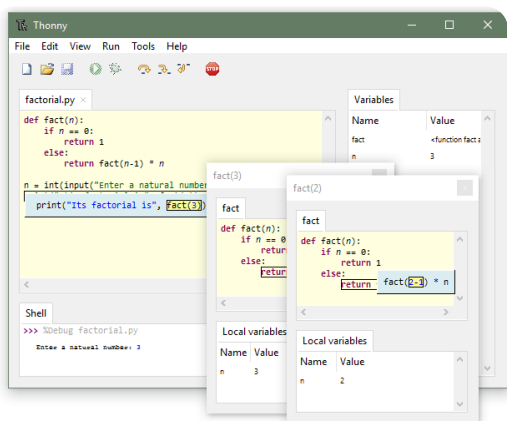 Thonny
File Edit View Run Tools Help
STOP
factorial.py ×
def fact(n):
if n == 0:
return 1
else:
return fact(n-1) * n
n = int(input("Enter a natural number
print("Its factorial is", fact(3))
Shell
>>> %Debug factorial.py
Enter a natural number: 3
Variables
Name Value
fact <function fact a
n 3
fact(3)
fact
def fact(n):
if n == 0
retur
else:
retur
Local variables
Name Value
n 3
fact(2)
fact
def fact(n):
if n == 0:
return 1
else:
return fact(2-1) * n
Local variables
Name Value
n 2